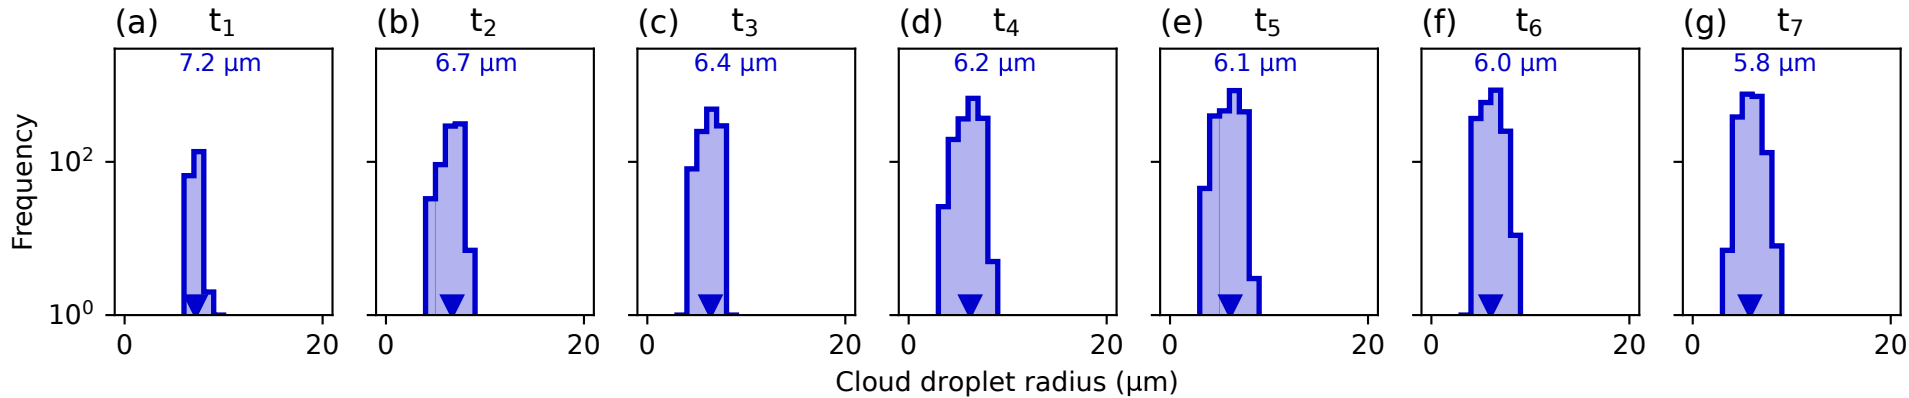 (a) t₁
(b) t₂
(c) t₃
(d) t₄
(e) t₅
(f) t₆
(g) t₇
7.2 µm
6.7 µm
6.4 µm
6.2 µm
6.1 µm
6.0 µm
5.8 µm
Frequency
10²
10⁰
0 20
0 20
0 20
0 20
0 20
0 20
0 20
Cloud droplet radius (µm)